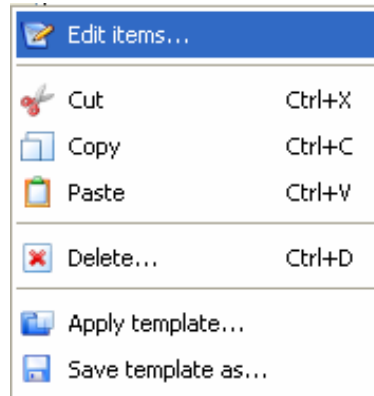 Edit items...
Cut Ctrl+X
Copy Ctrl+C
Paste Ctrl+V
Delete... Ctrl+D
Apply template...
Save template as...